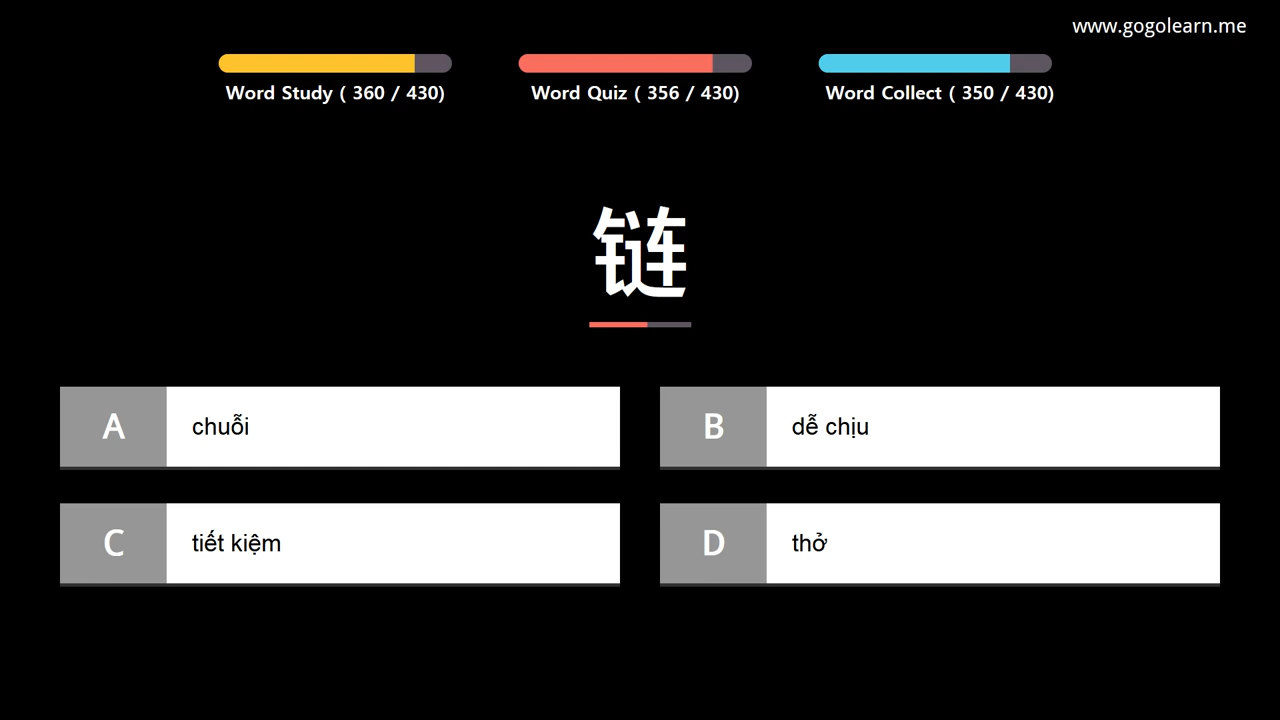 www.gogolearn.me
Word Study ( 360 / 430)
Word Quiz ( 356 / 430)
Word Collect ( 350 / 430)
链
A chuỗi
B dễ chịu
C tiết kiệm
D thở